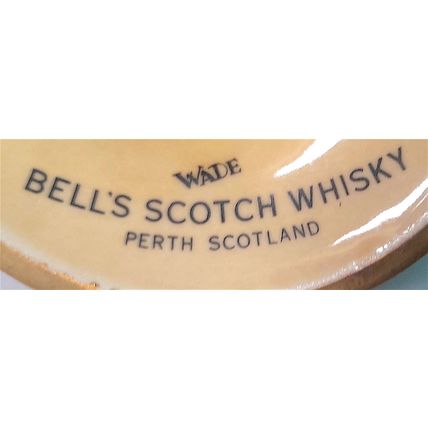 WADE
BELL'S SCOTCH WHISKY
PERTH SCOTLAND